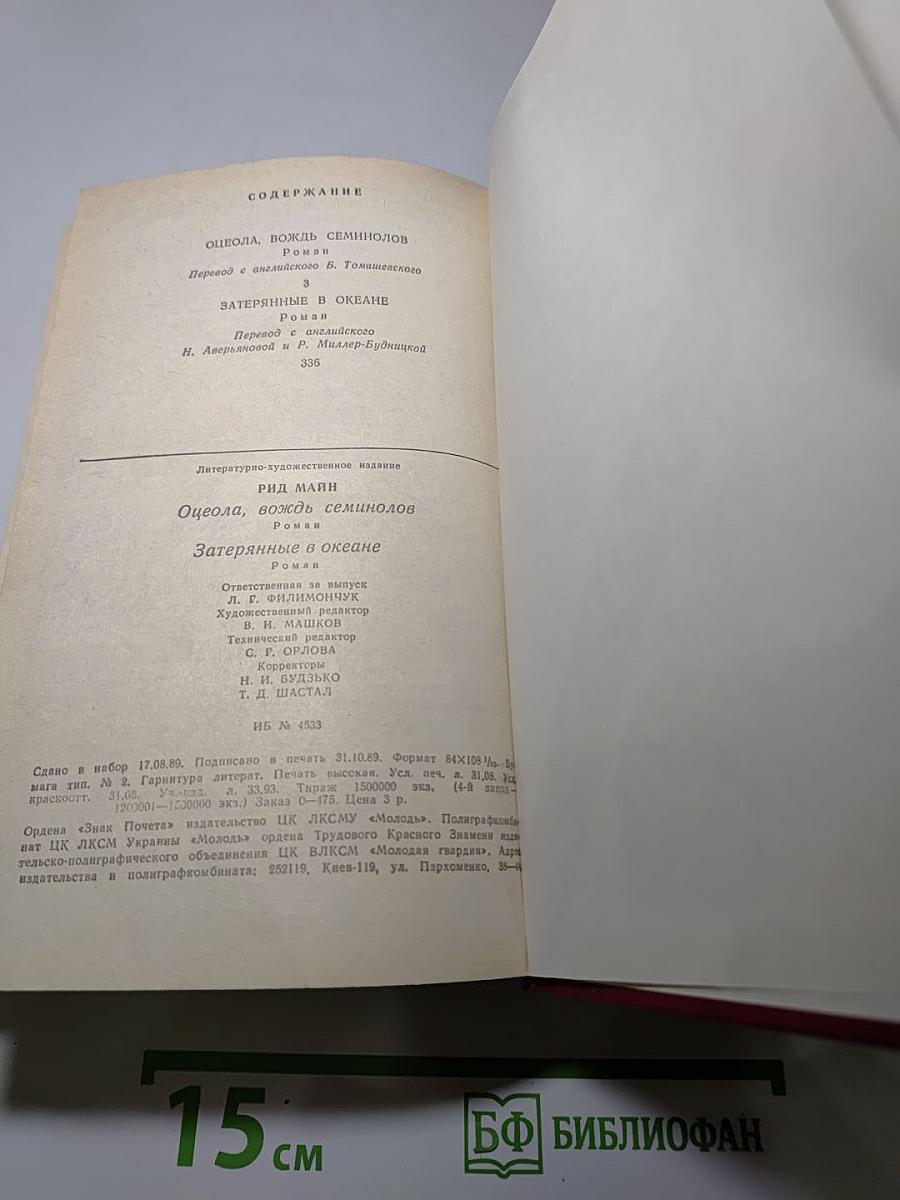 СОДЕРЖАНИЕ
ОЦЕОЛА, ВОЖДЬ СЕМИНОЛОВ
Роман
Перевод с английского Б. Томашевского
3
ЗАТЕРЯННЫЕ В ОКЕАНЕ
Роман
Перевод с английского
Н. Аверьяновой и Р. Миллер-Будницкой
336
Литературно-художественное издание
РИД МАЙН
Оцеола, вождь семинолов
Роман
Затерянные в океане
Роман
Ответственная за выпуск
Л. Г. ФИЛИМОНЧУК
Художественный редактор
В. И. МАШКОВ
Технический редактор
С. Г. ОРЛОВА
Корректоры
Н. И. БУДЗЬКО
Т. Д. ШАСТАЛ
ИБ № 4533
Сдано в набор 17.08.89. Подписано в печать 31.10.89. Формат 84×108 1/32. Бу-
мага тип. № 2. Гарнитура литерат. Печать высокая. Усл. печ. л. 31,08. Усл.
краскоотт. 31,08. Уч.-изд. л. 33,93. Тираж 1500000 экз. (4-й завод—
1200001—1500000 экз.) Заказ 0—475. Цена 3 р.
Ордена «Знак Почета» издательство ЦК ЛКСМУ «Молодь». Полиграфкомби-
нат ЦК ЛКСМ Украины «Молодь» ордена Трудового Красного Знамени изда-
тельско-полиграфического объединения ЦК ВЛКСМ «Молодая гвардия». Адрес
издательства и полиграфкомбината: 252119, Киев-119, ул. Пархоменко,
15 см
БФ БИБЛИОФАН